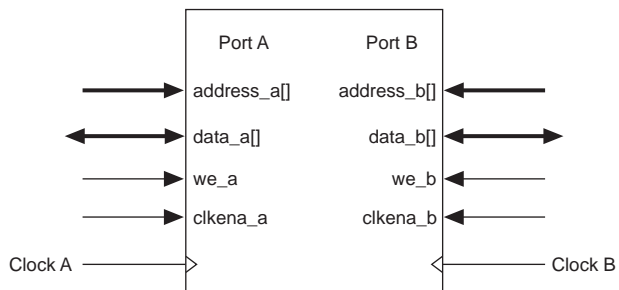 Port A Port B
address_a[] address_b[]
data_a[] data_b[]
we_a we_b
clkena_a clkena_b
Clock A Clock B